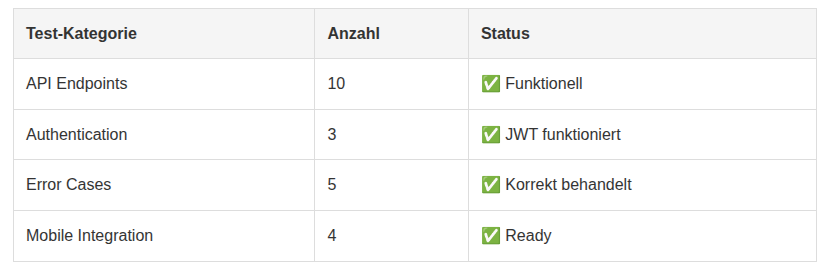 Test-Kategorie Anzahl Status
API Endpoints 10 ✅ Funktionell
Authentication 3 ✅ JWT funktioniert
Error Cases 5 ✅ Korrekt behandelt
Mobile Integration 4 ✅ Ready